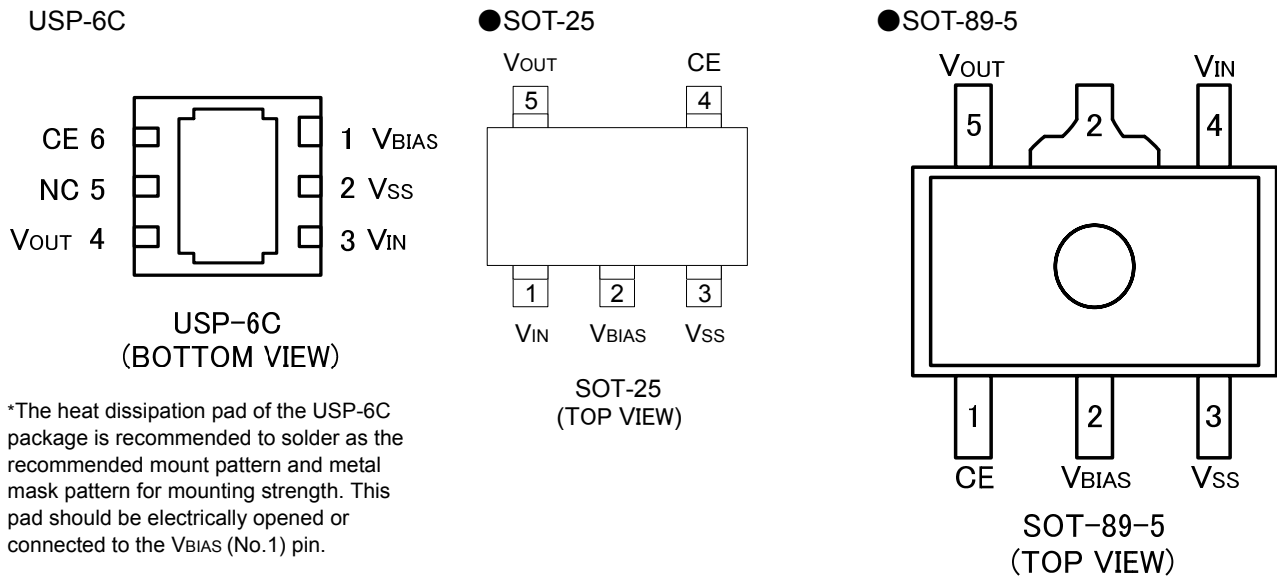 USP-6C
CE 6
1 VBIAS
NC 5
2 VSS
VOUT 4
3 VIN
USP-6C
(BOTTOM VIEW)
*The heat dissipation pad of the USP-6C
package is recommended to solder as the
recommended mount pattern and metal
mask pattern for mounting strength. This
pad should be electrically opened or
connected to the VBIAS (No.1) pin.
●SOT-25
VOUT CE
5 4
1 2 3
VIN VBIAS VSS
SOT-25
(TOP VIEW)
●SOT-89-5
VOUT VIN
5 2 4
1 2 3
CE VBIAS VSS
SOT-89-5
(TOP VIEW)